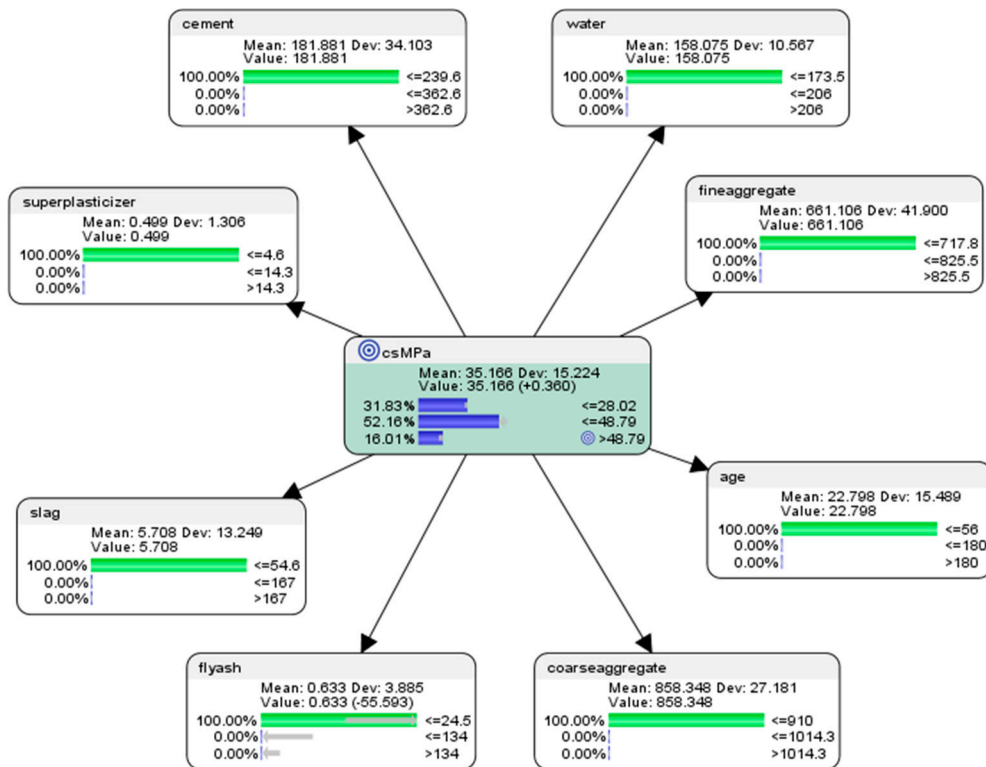 cement
Mean: 181.881 Dev: 34.103
Value: 181.881
100.00% <=239.6
0.00% <=362.6
0.00% >362.6
water
Mean: 158.075 Dev: 10.567
Value: 158.075
100.00% <=173.5
0.00% <=206
0.00% >206
superplasticizer
Mean: 0.499 Dev: 1.306
Value: 0.499
100.00% <=4.6
0.00% <=14.3
0.00% >14.3
fineaggregate
Mean: 661.106 Dev: 41.900
Value: 661.106
100.00% <=717.8
0.00% <=825.5
0.00% >825.5
csMPa
Mean: 35.166 Dev: 15.224
Value: 35.166 (+0.360)
31.83% <=28.02
52.16% <=48.79
16.01% >48.79
slag
Mean: 5.708 Dev: 13.249
Value: 5.708
100.00% <=54.6
0.00% <=167
0.00% >167
age
Mean: 22.798 Dev: 15.489
Value: 22.798
100.00% <=56
0.00% <=180
0.00% >180
flyash
Mean: 0.633 Dev: 3.885
Value: 0.633 (-55.593)
100.00% <=24.5
0.00% <=134
0.00% >134
coarseaggregate
Mean: 858.348 Dev: 27.181
Value: 858.348
100.00% <=910
0.00% <=1014.3
0.00% >1014.3